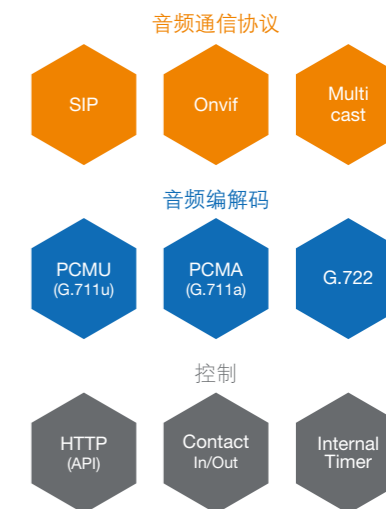 音频通信协议
SIP
Onvif
Multi
cast
音频编解码
PCMU
(G.711u)
PCMA
(G.711a)
G.722
控制
HTTP
(API)
Contact
In/Out
Internal
Timer